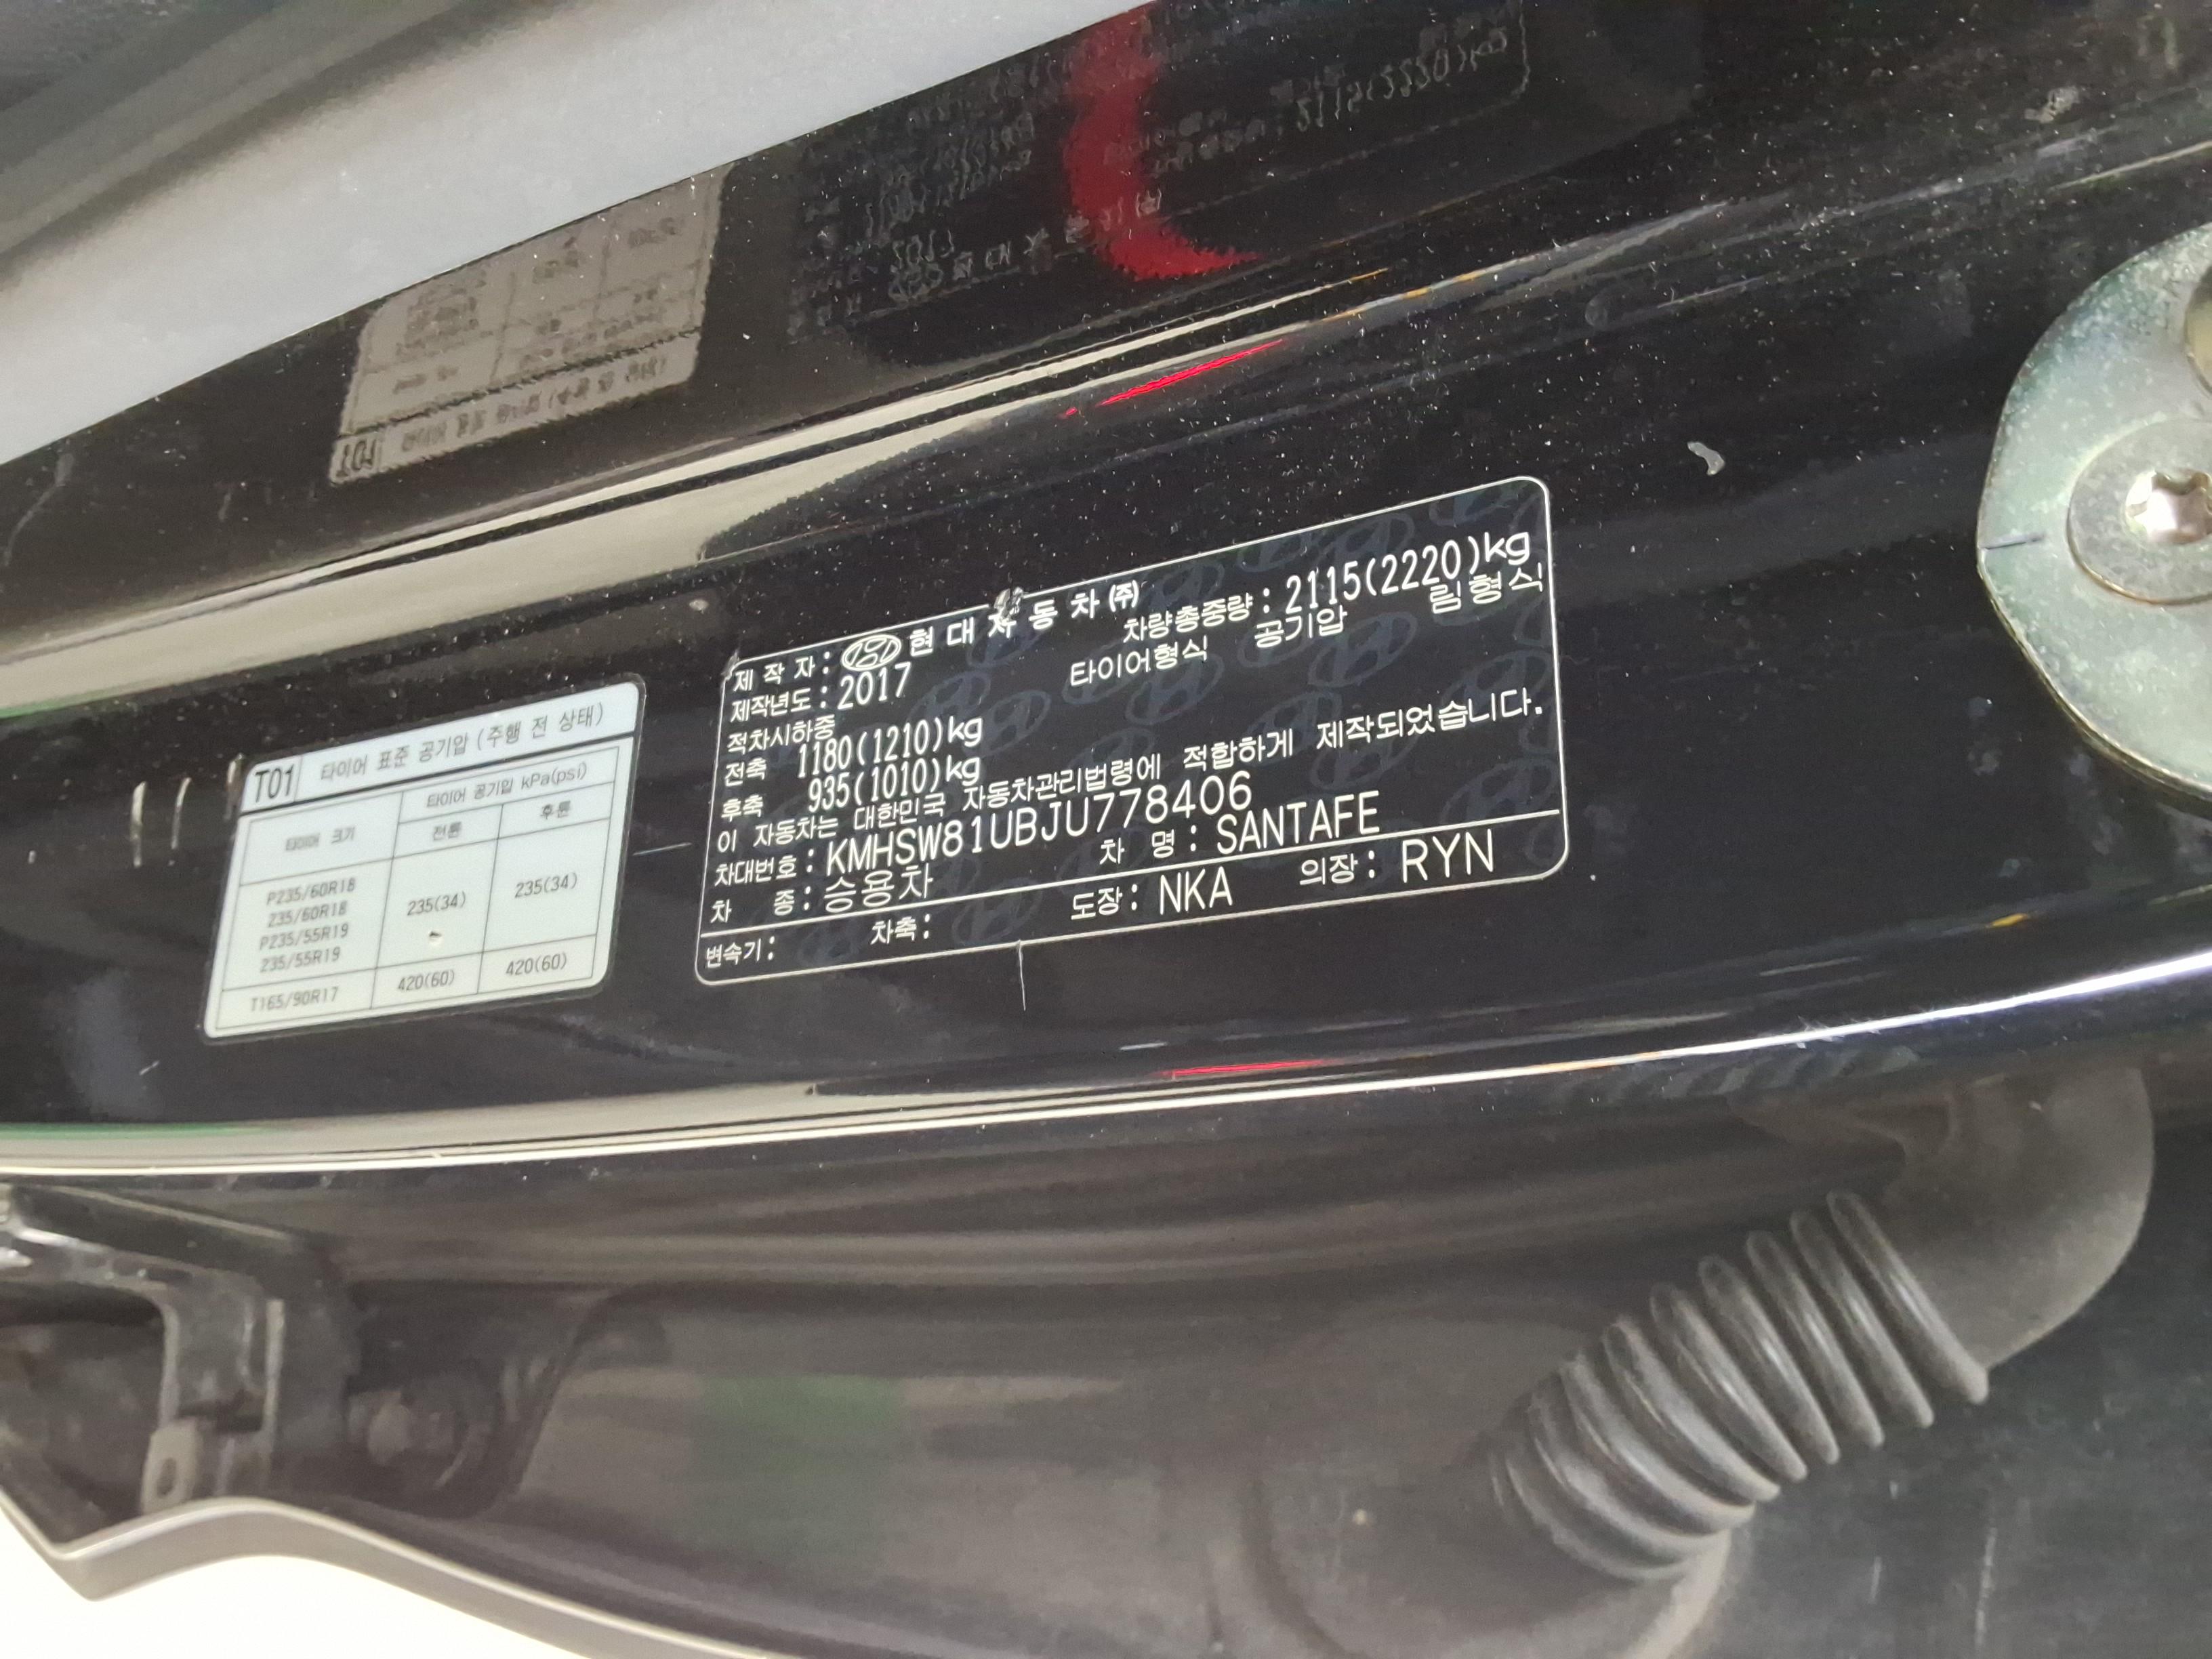 T01 타이어 표준 공기압 (주행 전 상태)
타이어 크기 타이어 공기압 kPa(psi)
전륜 후륜
P235/60R18
235/60R18
P235/55R19
235/55R19
235(34) 235(34)
T165/90R17 420(60) 420(60)
제 작 자 : 현 대 자 동 차 (주)
제작년도 : 2017 차량총중량 : 2115(2220)kg
적차시하중 타이어형식 공기압 림형식
전축 1180(1210)kg
후축 935(1010)kg
이 자동차는 대한민국 자동차관리법령에 적합하게 제작되었습니다.
차대번호 : KMHSW81UBJU778406
차 종 : 승용차 차 명 : SANTAFE
변속기 : 차축 : 도장 : NKA 의장 : RYN